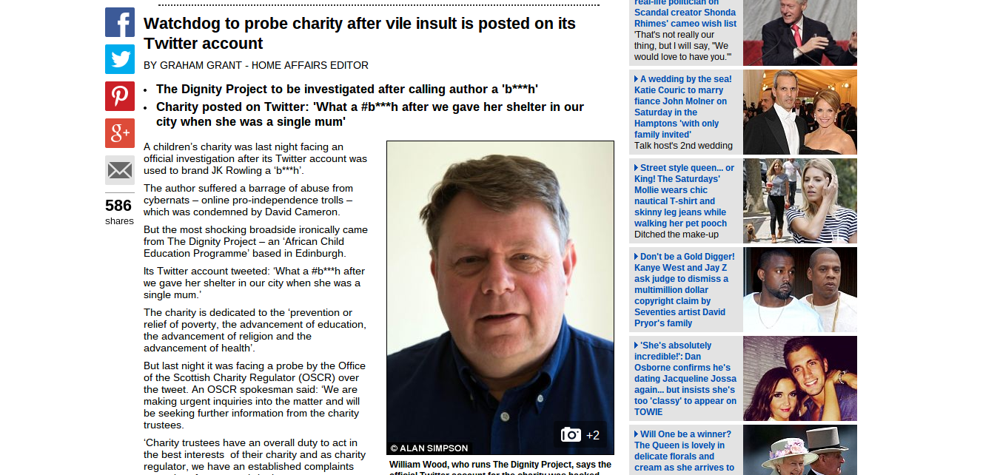 Watchdog to probe charity after vile insult is posted on its
Twitter account
BY GRAHAM GRANT - HOME AFFAIRS EDITOR
• The Dignity Project to be investigated after calling author a 'b***h'
• Charity posted on Twitter: 'What a #b***h after we gave her shelter in our
city when she was a single mum'
586
shares
A children's charity was last night facing an
official investigation after its Twitter account was
used to brand JK Rowling a ‘b***h’.
The author suffered a barrage of abuse from
cybernats – online pro-independence trolls –
which was condemned by David Cameron.
But the most shocking broadside ironically came
from The Dignity Project – an ‘African Child
Education Programme’ based in Edinburgh.
Its Twitter account tweeted: ‘What a #b***h after
we gave her shelter in our city when she was a
single mum.’
The charity is dedicated to the ‘prevention or
relief of poverty, the advancement of education,
the advancement of religion and the
advancement of health’.
But last night it was facing a probe by the Office
of the Scottish Charity Regulator (OSCR) over
the tweet. An OSCR spokesman said: ‘We are
making urgent inquiries into the matter and will
be seeking further information from the charity
trustees.
‘Charity trustees have an overall duty to act in
the best interests  of their charity and as charity
regulator, we have an established complaints
+2
© ALAN SIMPSON
William Wood, who runs The Dignity Project, says the
official Twitter account for the charity was hacked
real-life politician on
Scandal creator Shonda
Rhimes' cameo wish list
'That's not really our
thing, but I will say, "We
would love to have you."'
A wedding by the sea!
Katie Couric to marry
fiance John Molner on
Saturday in the
Hamptons 'with only
family invited'
Talk host's 2nd wedding
Street style queen... or
King! The Saturdays'
Mollie wears chic
nautical T-shirt and
skinny leg jeans while
walking her pet pooch
Ditched the make-up
Don't be a Gold Digger!
Kanye West and Jay Z
ask judge to dismiss a
multimillion dollar
copyright claim by
Seventies artist David
Pryor's family
'She's absolutely
incredible!': Dan
Osborne confirms he's
dating Jacqueline Jossa
again... but insists she's
too 'classy' to appear on
TOWIE
Will One be a winner?
The Queen is lovely in
delicate florals and
cream as she arrives to